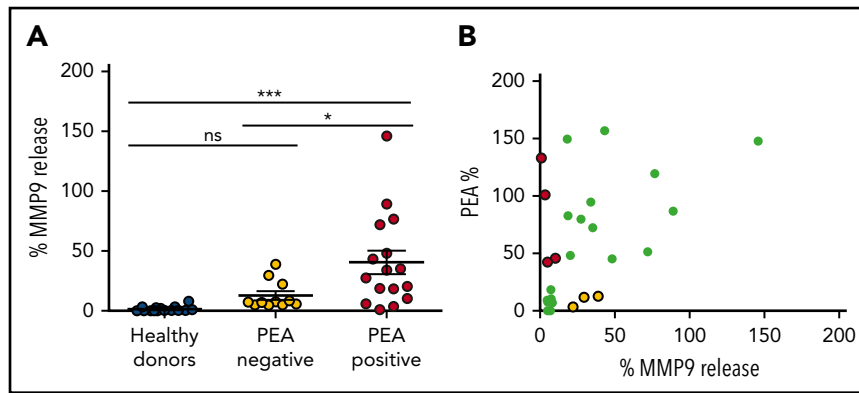 A
% MMP9 release
200
150
100
50
0
***
*
ns
Healthy
donors
PEA
negative
PEA
positive
B
PEA %
200
150
100
50
0
0
50
100
150
200
% MMP9 release